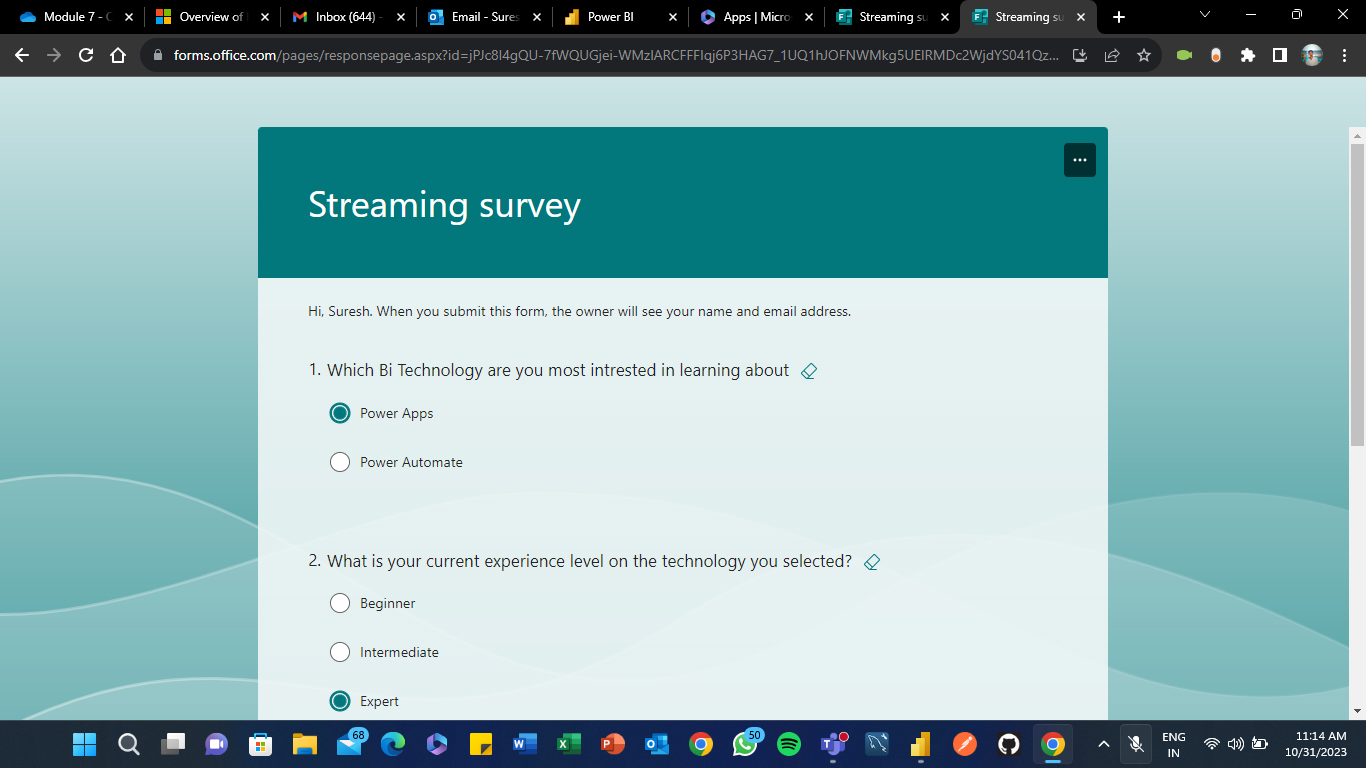 Module 7 - C
Overview of
Inbox (644) -
Email - Sures
Power BI
Apps | Micro
Streaming su
Streaming su
forms.office.com/pages/responsepage.aspx?id=jPJc8I4gQU-7fWQUGjei-WMzIARCFFFIqj6P3HAG7_1UQ1hJOFNWMkg5UEIRMDc2WjdYS041Qz...
Streaming survey
Hi, Suresh. When you submit this form, the owner will see your name and email address.
1. Which Bi Technology are you most intrested in learning about
Power Apps
Power Automate
2. What is your current experience level on the technology you selected?
Beginner
Intermediate
Expert
68
50
ENG
IN
11:14 AM
10/31/2023